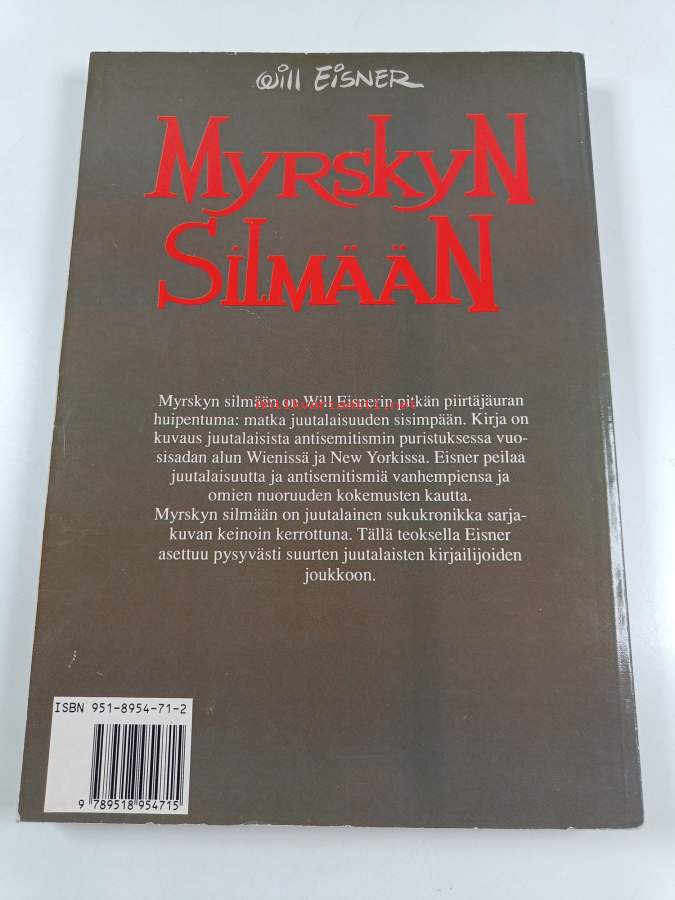 Will Eisner
Myrskyn
Silmään
Myrskyn silmään on Will Eisnerin pitkän piirtäjäuran
huipentuma: matka juutalaisuuden sisimpään. Kirja on
kuvaus juutalaisista antisemitismin puristuksessa vuo-
sisadan alun Wienissä ja New Yorkissa. Eisner peilaa
juutalaisuutta ja antisemitismiä vanhempiensa ja
omien nuoruuden kokemusten kautta.
Myrskyn silmään on juutalainen sukukronikka sarja-
kuvan keinoin kerrottuna. Tällä teoksella Eisner
asettuu pysyvästi suurten juutalaisten kirjailijoiden
joukkoon.
ISBN 951-8954-71-2
9 789518 954715